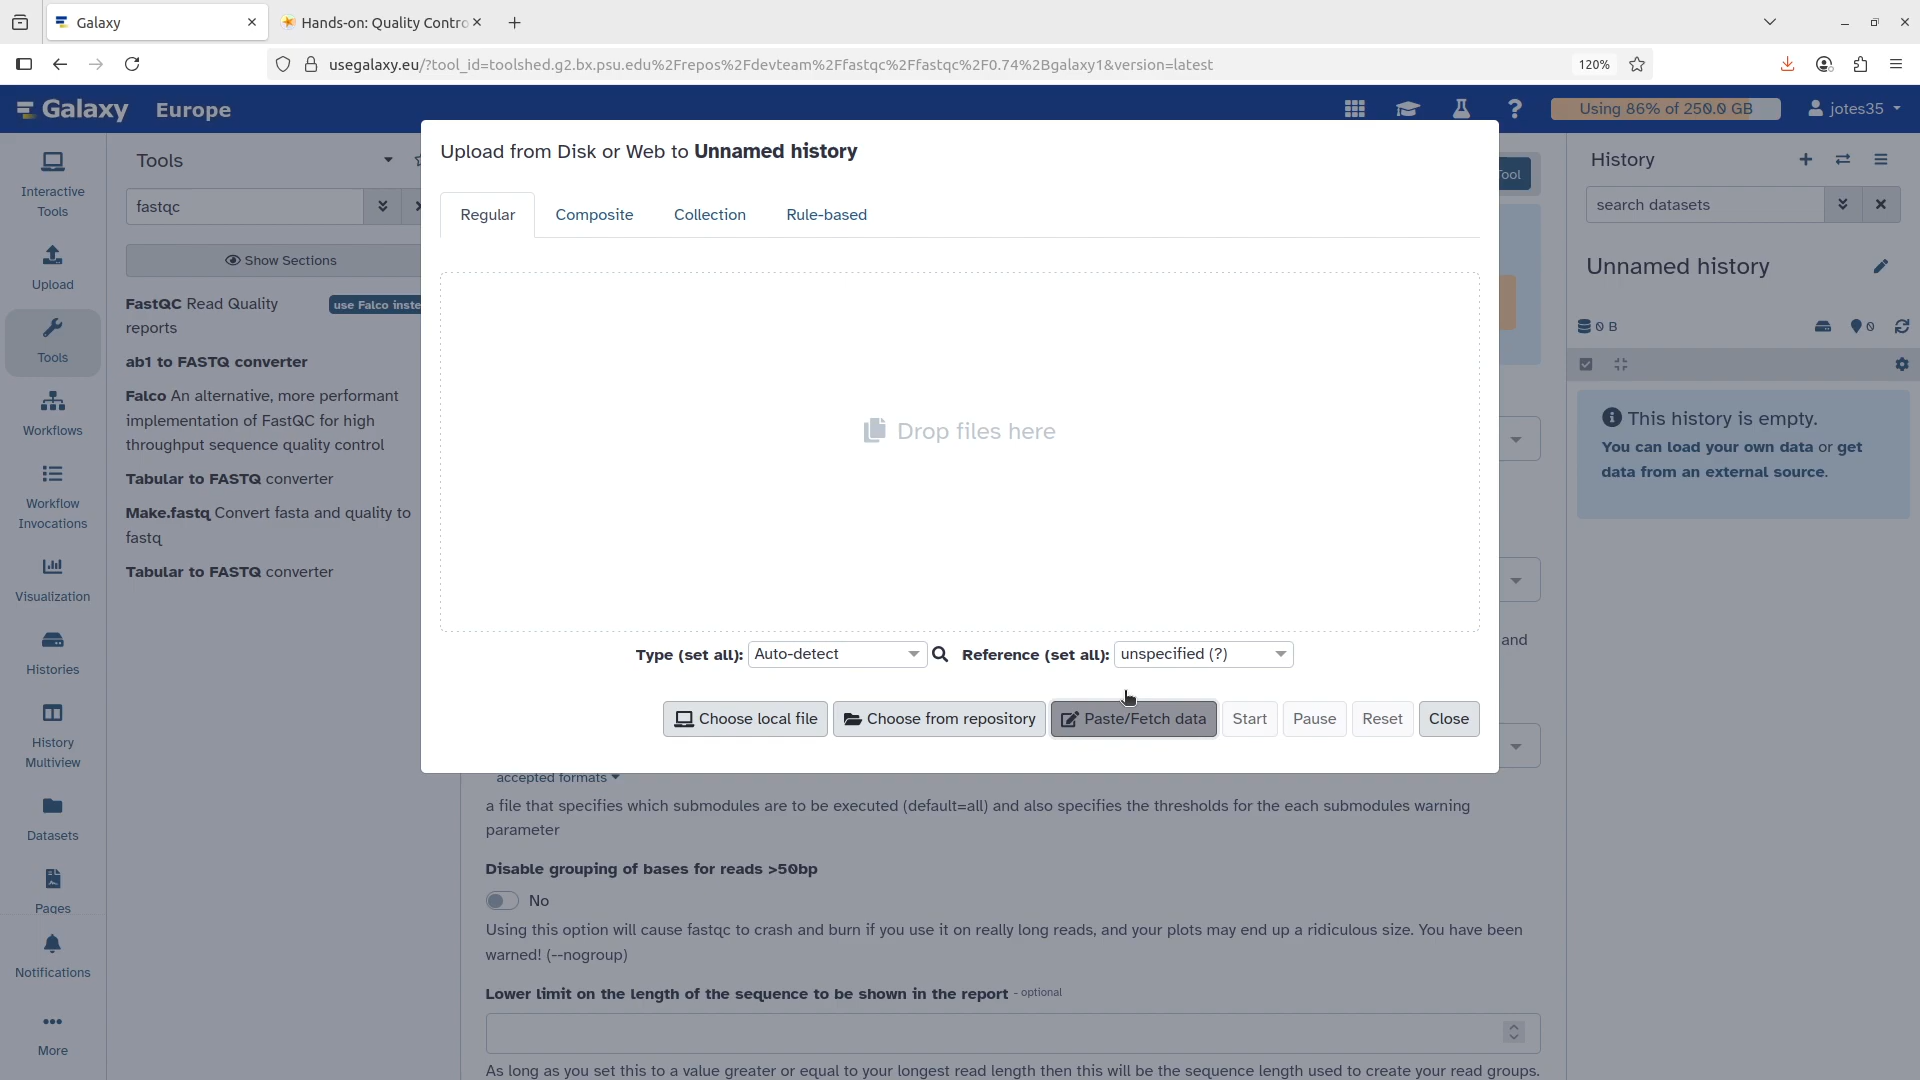 Galaxy
Hands-on: Quality Contro
usegalaxy.eu/?tool_id=toolshed.g2.bx.psu.edu%2Frepos%2Fdevteam%2Ffastqc%2Ffastqc%2F0.74%2Bgalaxy1&version=latest
120%
Galaxy Europe
Using 86% of 250.0 GB
jotes35
Interactive
Tools
Upload
Tools
Workflows
Workflow
Invocations
Visualization
Histories
History
Multiview
Datasets
Pages
Notifications
More
Tools
fastqc
Show Sections
FastQC Read Quality
reports
use Falco inste
ab1 to FASTQ converter
Falco An alternative, more performant
implementation of FastQC for high
throughput sequence quality control
Tabular to FASTQ converter
Make.fastq Convert fasta and quality to
fastq
Tabular to FASTQ converter
Upload from Disk or Web to Unnamed history
Regular
Composite
Collection
Rule-based
Drop files here
Type (set all):
Auto-detect
Reference (set all):
unspecified (?)
Choose local file
Choose from repository
Paste/Fetch data
Start
Pause
Reset
Close
ool
and
accepted formats
a file that specifies which submodules are to be executed (default=all) and also specifies the thresholds for the each submodules warning
parameter
Disable grouping of bases for reads >50bp
No
Using this option will cause fastqc to crash and burn if you use it on really long reads, and your plots may end up a ridiculous size. You have been
warned! (--nogroup)
Lower limit on the length of the sequence to be shown in the report - optional
As long as you set this to a value greater or equal to your longest read length then this will be the sequence length used to create your read groups.
History
search datasets
Unnamed history
0 B
0
This history is empty.
You can load your own data or get
data from an external source.